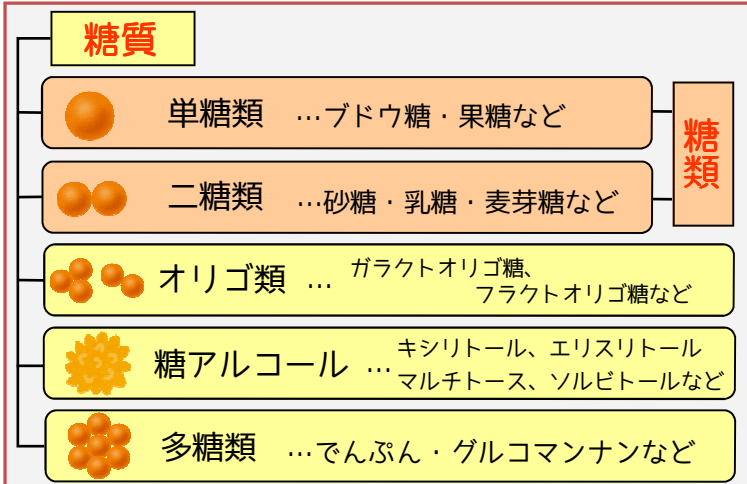 糖質
単糖類 …ブドウ糖・果糖など
糖類
二糖類 …砂糖・乳糖・麦芽糖など
オリゴ類 … ガラクトオリゴ糖、
フラクトオリゴ糖など
糖アルコール … キシリトール、エリスリトール
マルチトース、ソルビトールなど
多糖類 …でんぷん・グルコマンナンなど